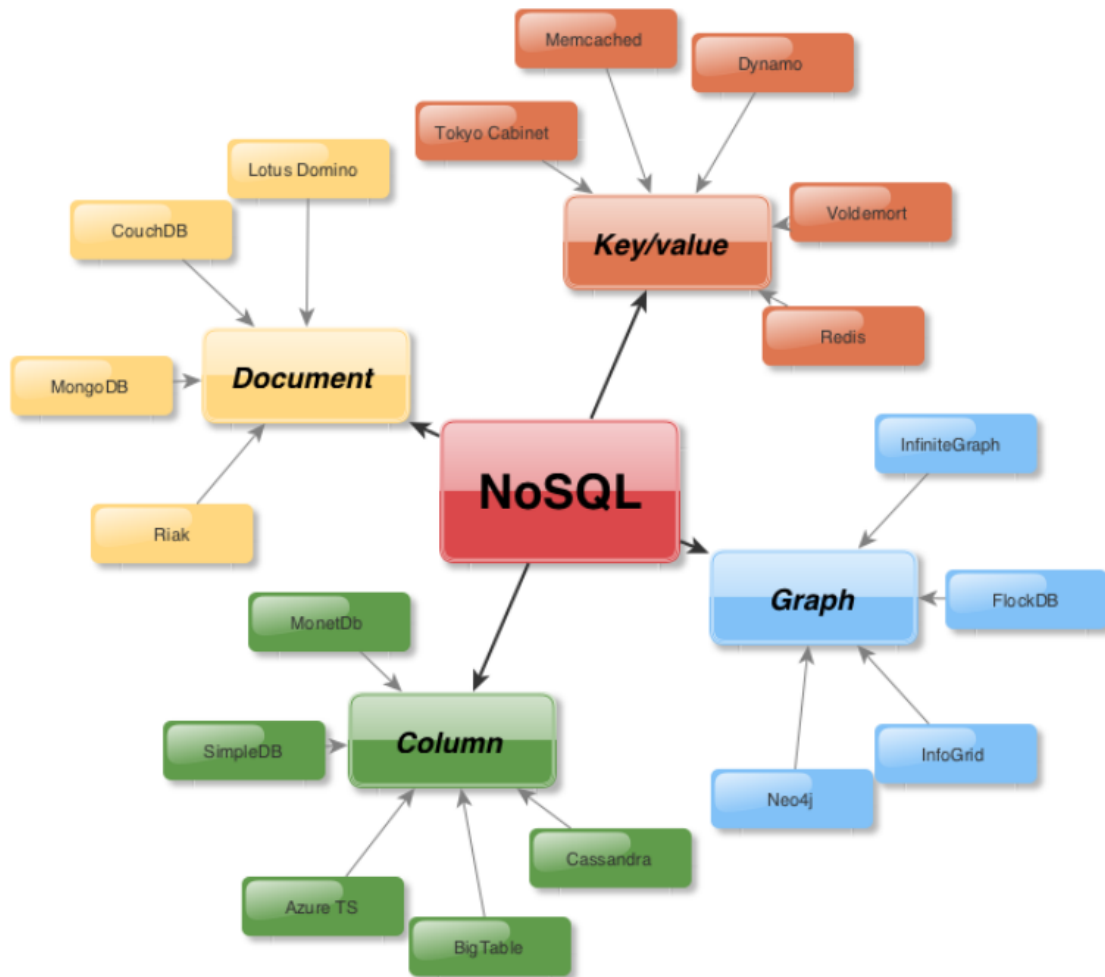 Memcached
Dynamo
Tokyo Cabinet
Lotus Domino
Voldemort
CouchDB
Key/value
Redis
Document
MongoDB
InfiniteGraph
NoSQL
Riak
Graph
FlockDB
MonetDb
Column
SimpleDB
InfoGrid
Neo4j
Cassandra
Azure TS
BigTable